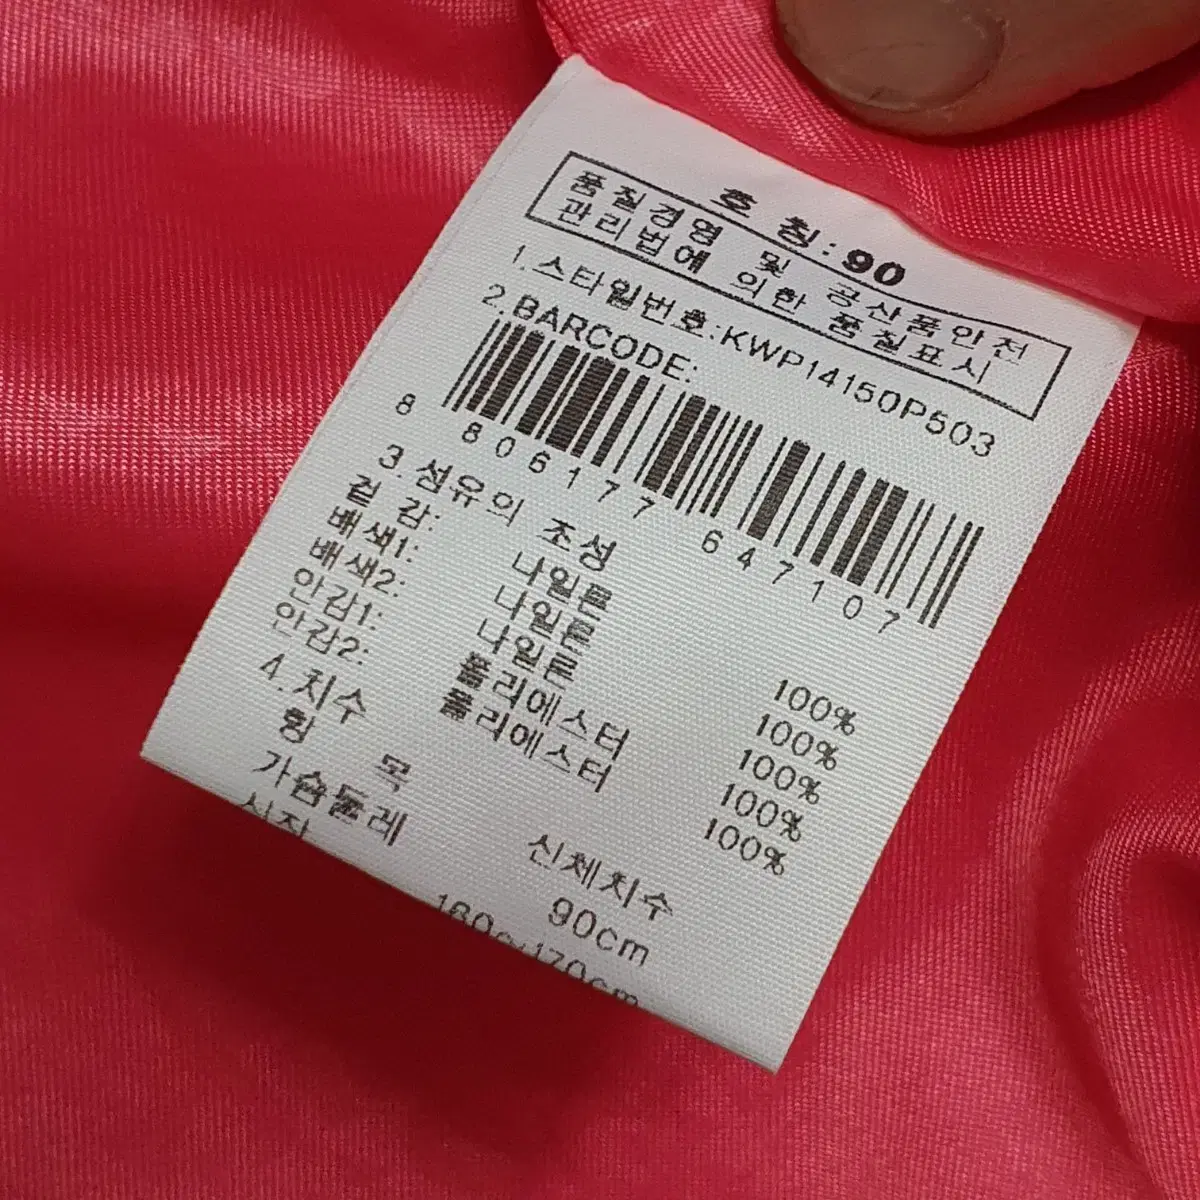 호 칭: 90
품질경영 및 공산품안전
관리법에 의한 품질표시
1.스타일번호:KWP14150P503
2.BARCODE:
8 806177 647107
3.섬유의 조성
겉 감: 나일론 100%
배색1: 나일론 100%
배색2: 나일론 100%
안감1: 폴리에스터 100%
안감2: 폴리에스터 100%
4.치수
항 목 신체치수
가슴둘레 90cm
신장